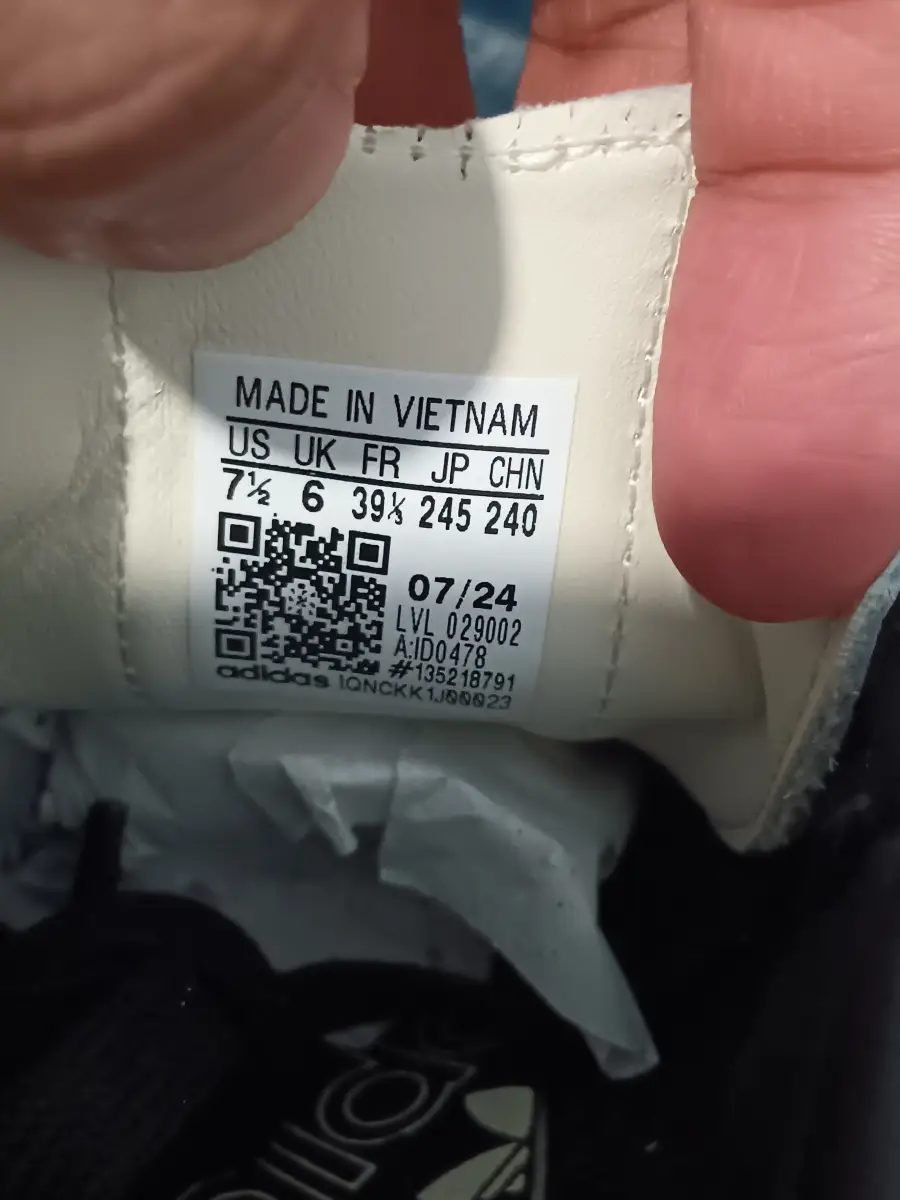 MADE IN VIETNAM
US UK FR JP CHN
7½ 6 39⅓ 245 240
07/24
LVL 029002
A:ID0478
#135218791
adidas 1QNCKK1J00023